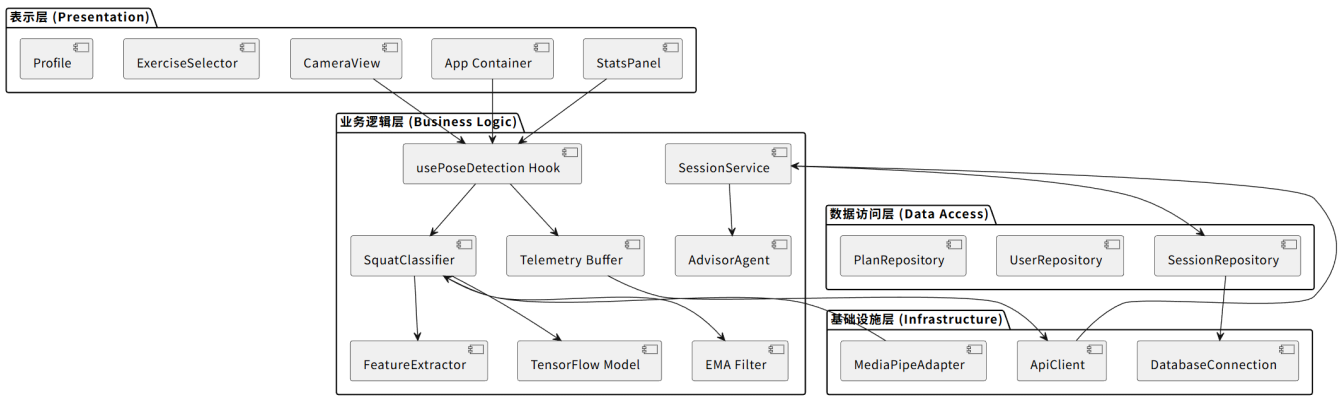 表示层 (Presentation)
Profile
ExerciseSelector
CameraView
App Container
StatsPanel
业务逻辑层 (Business Logic)
usePoseDetection Hook
SessionService
SquatClassifier
Telemetry Buffer
AdvisorAgent
FeatureExtractor
TensorFlow Model
EMA Filter
数据访问层 (Data Access)
PlanRepository
UserRepository
SessionRepository
基础设施层 (Infrastructure)
MediaPipeAdapter
ApiClient
DatabaseConnection